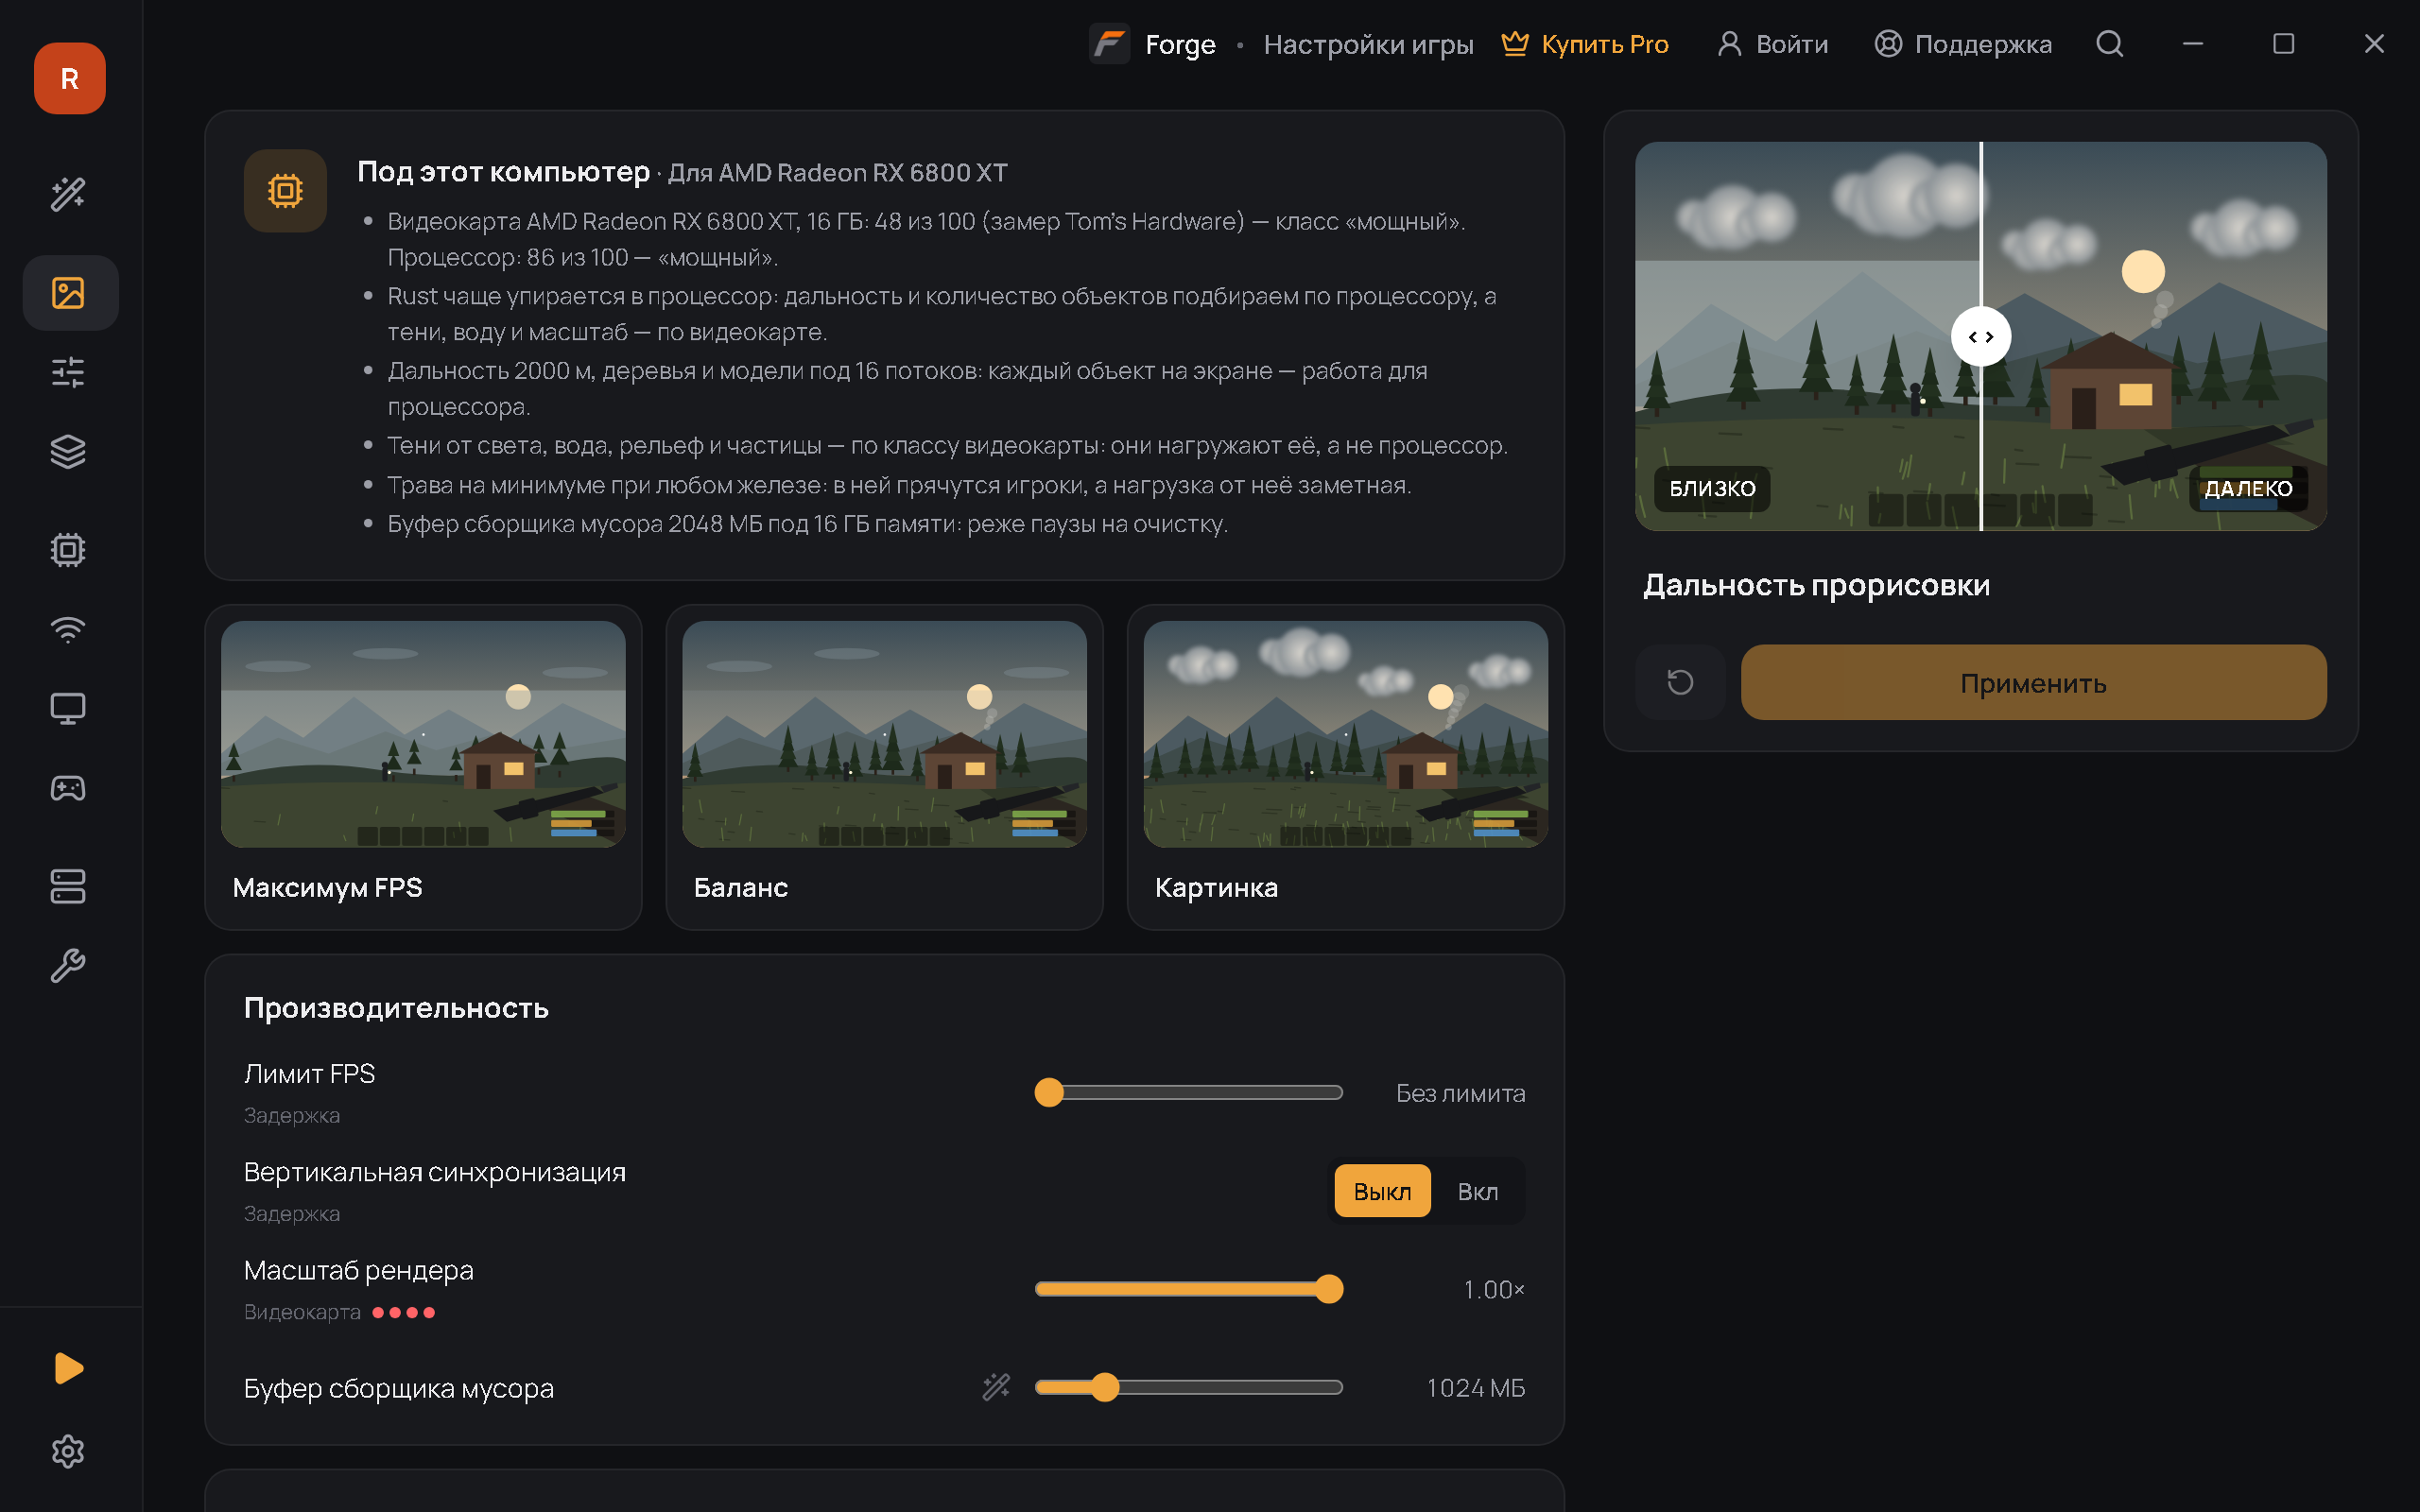 R
Forge • Настройки игры
Купить Pro
Войти
Поддержка
Под этот компьютер · Для AMD Radeon RX 6800 XT
• Видеокарта AMD Radeon RX 6800 XT, 16 ГБ: 48 из 100 (замер Tom’s Hardware) — класс «мощный».
Процессор: 86 из 100 — «мощный».
• Rust чаще упирается в процессор: дальность и количество объектов подбираем по процессору, а
тени, воду и масштаб — по видеокарте.
• Дальность 2000 м, деревья и модели под 16 потоков: каждый объект на экране — работа для
процессора.
• Тени от света, вода, рельеф и частицы — по классу видеокарты: они нагружают её, а не процессор.
• Трава на минимуме при любом железе: в ней прячутся игроки, а нагрузка от неё заметная.
• Буфер сборщика мусора 2048 МБ под 16 ГБ памяти: реже паузы на очистку.
БЛИЗКО
ДАЛЕКО
Дальность прорисовки
Применить
Максимум FPS
Баланс
Картинка
Производительность
Лимит FPS
Задержка
Без лимита
Вертикальная синхронизация
Задержка
Выкл
Вкл
Масштаб рендера
Видеокарта
1.00×
Буфер сборщика мусора
1024 МБ